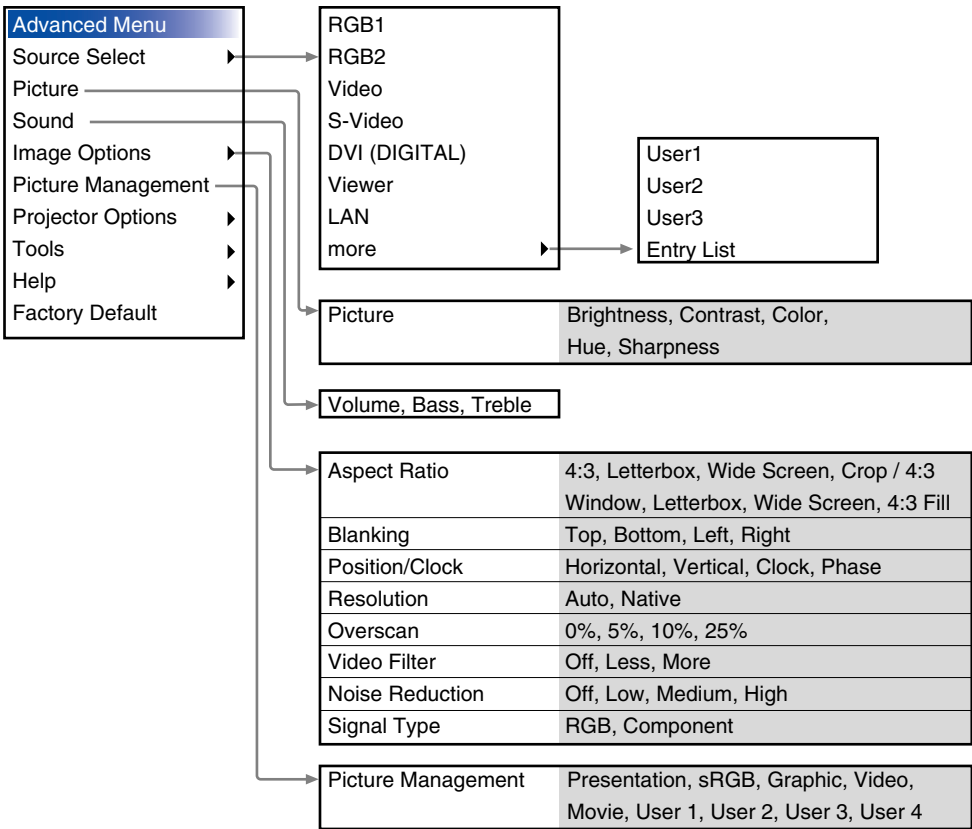 Advanced Menu
Source Select
Picture
Sound
Image Options
Picture Management
Projector Options
Tools
Help
Factory Default
RGB1
RGB2
Video
S-Video
DVI (DIGITAL)
Viewer
LAN
more
User1
User2
User3
Entry List
Picture
Brightness, Contrast, Color,
Hue, Sharpness
Volume, Bass, Treble
Aspect Ratio
4:3, Letterbox, Wide Screen, Crop / 4:3
Window, Letterbox, Wide Screen, 4:3 Fill
Blanking
Top, Bottom, Left, Right
Position/Clock
Horizontal, Vertical, Clock, Phase
Resolution
Auto, Native
Overscan
0%, 5%, 10%, 25%
Video Filter
Off, Less, More
Noise Reduction
Off, Low, Medium, High
Signal Type
RGB, Component
Picture Management
Presentation, sRGB, Graphic, Video,
Movie, User 1, User 2, User 3, User 4